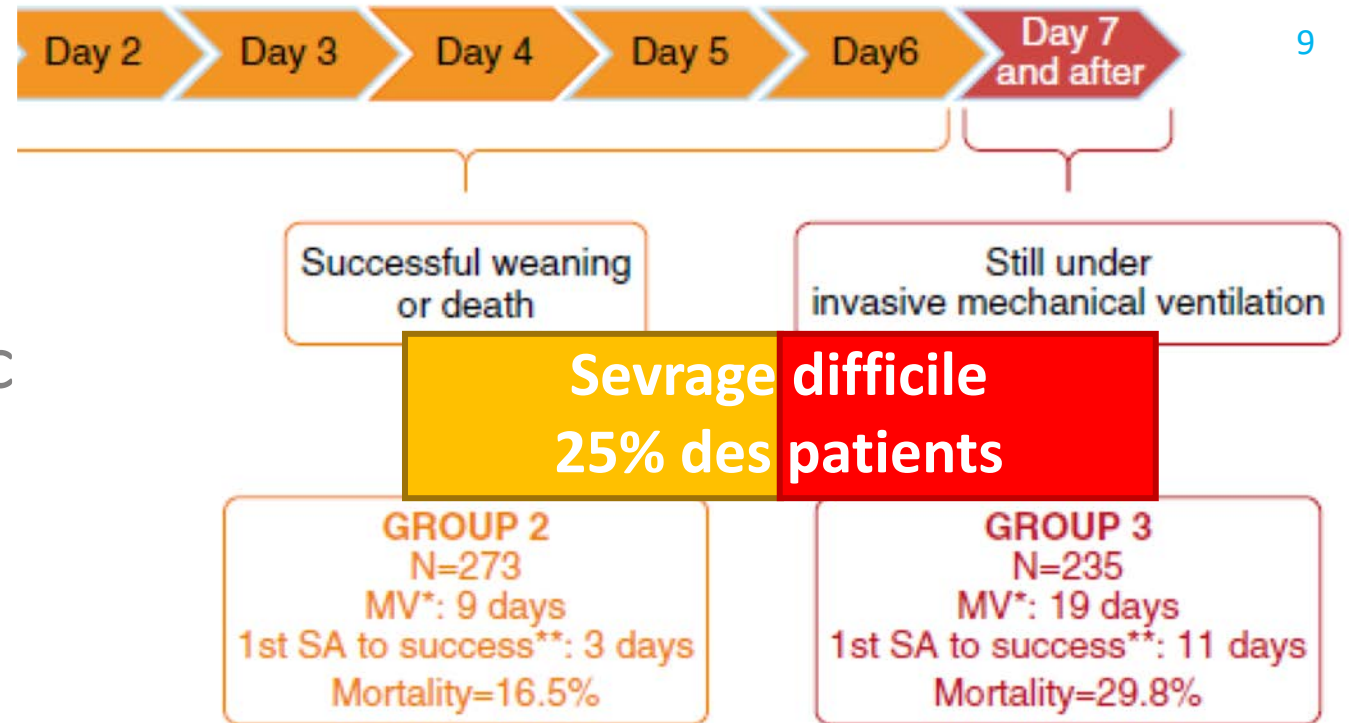 Day 2 Day 3 Day 4 Day 5 Day6 Day 7
and after
9
Successful weaning
or death
Still under
invasive mechanical ventilation
C
Sevrage difficile
25% des patients
GROUP 2
N=273
MV*: 9 days
1st SA to success**: 3 days
Mortality=16.5%
GROUP 3
N=235
MV*: 19 days
1st SA to success**: 11 days
Mortality=29.8%